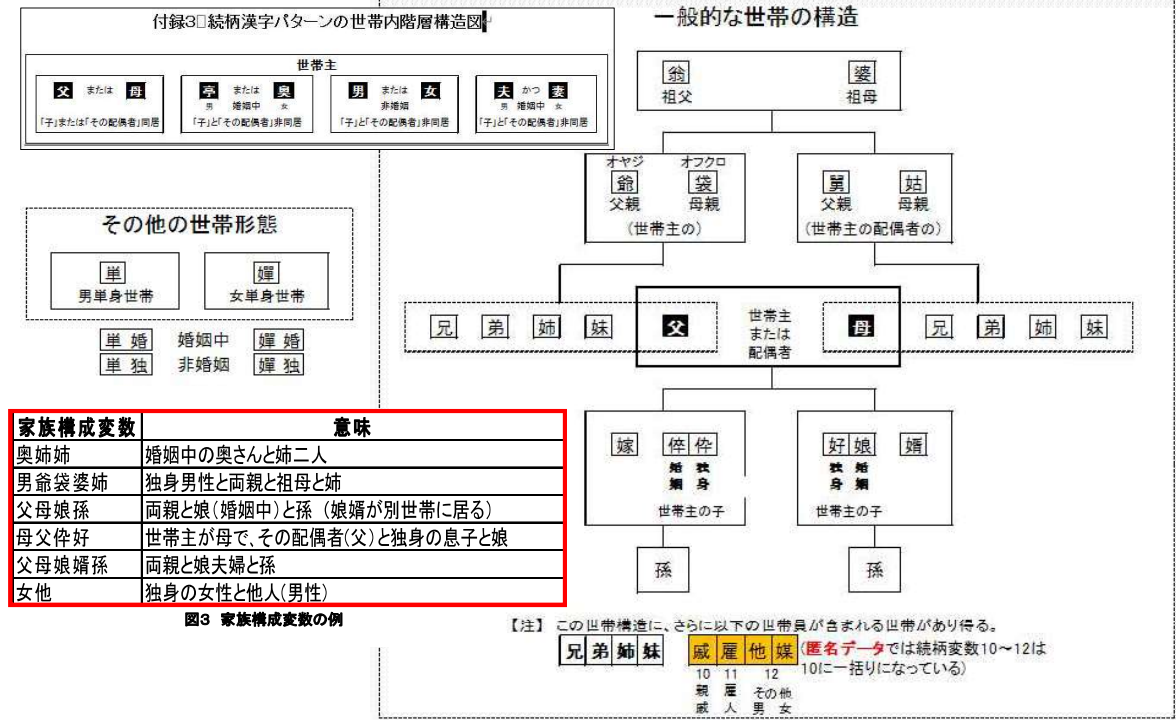 付録3□続柄漢字パターンの世帯内階層構造図
世帯主
父 または 母
「子」または「その配偶者」同居
亭 または 奥
男 婚姻中 女
「子」と「その配偶者」非同居
男 または 女
非婚姻
「子」と「その配偶者」非同居
夫 かつ 妻
男 婚姻中 女
「子」と「その配偶者」非同居
その他の世帯形態
単
男単身世帯
嬋
女単身世帯
単 婚 婚姻中 嬋 婚
単 独 非婚姻 嬋 独
家族構成変数 意味
奥姉姉 婚姻中の奥さんと姉二人
男爺袋婆姉 独身男性と両親と祖母と姉
父母娘孫 両親と娘(婚姻中)と孫 (娘婿が別世帯に居る)
母父伜好 世帯主が母で、その配偶者(父)と独身の息子と娘
父母娘婿孫 両親と娘夫婦と孫
女他 独身の女性と他人(男性)
図3 家族構成変数の例
一般的な世帯の構造
翁 婆
祖父 祖母
オヤジ オフクロ
爺 袋
父親 母親
(世帯主の)
舅 姑
父親 母親
(世帯主の配偶者の)
兄 弟 姉 妹 父
世帯主
または
配偶者
母 兄 弟 姉 妹
嫁 倅 伜
婚姻 独身
世帯主の子
好 娘 婿
独身 婚姻
世帯主の子
孫 孫
【注】 この世帯構造に、さらに以下の世帯員が含まれる世帯があり得る。
兄 弟 姉 妹 戚 雇 他 媒 (匿名データでは続柄変数10~12は
10に一括りになっている)
10 11 12
親戚 雇人 その他
男 女